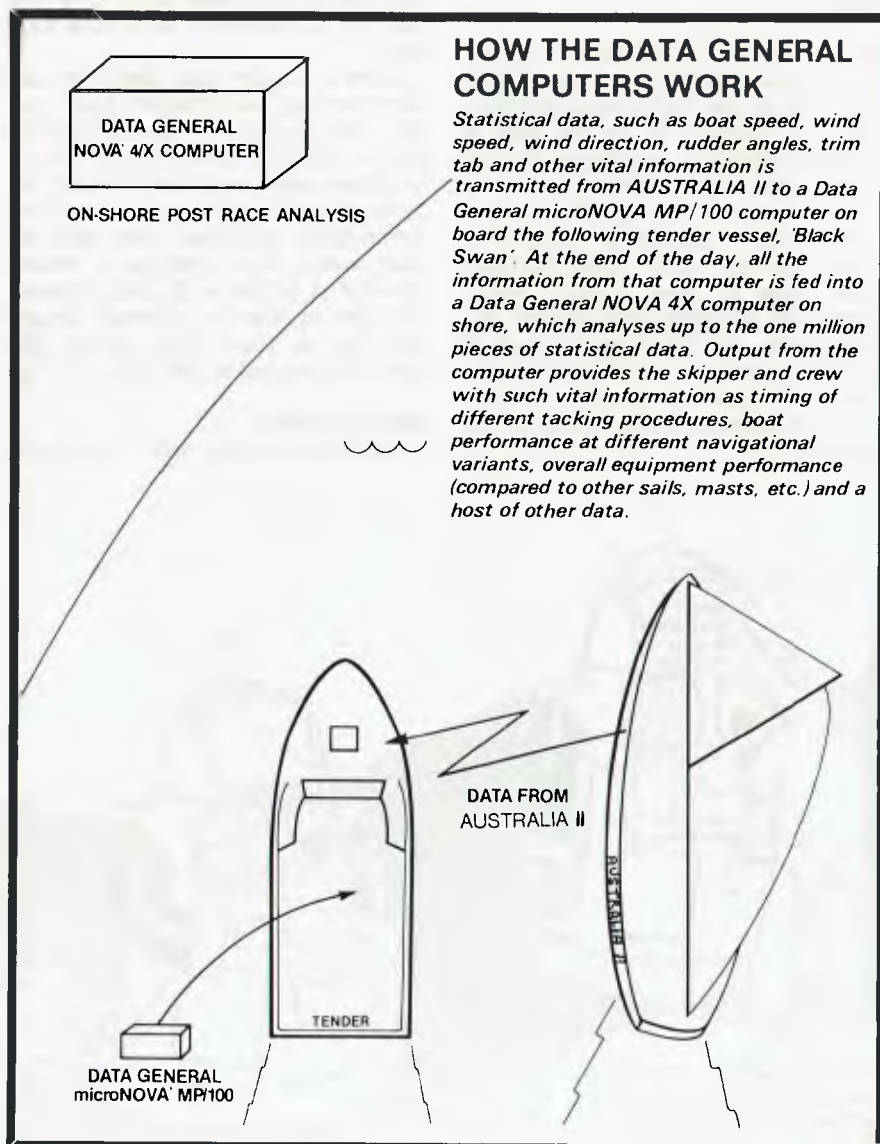 HOW THE DATA GENERAL
COMPUTERS WORK
Statistical data, such as boat speed, wind
speed, wind direction, rudder angles, trim
tab and other vital information is
transmitted from AUSTRALIA II to a Data
General microNOVA MP/100 computer on
board the following tender vessel, 'Black
Swan'. At the end of the day, all the
information from that computer is fed into
a Data General NOVA 4X computer on
shore, which analyses up to the one million
pieces of statistical data. Output from the
computer provides the skipper and crew
with such vital information as timing of
different tacking procedures, boat
performance at different navigational
variants, overall equipment performance
(compared to other sails, masts, etc.) and a
host of other data.
DATA GENERAL
NOVA' 4/X COMPUTER
ON-SHORE POST RACE ANALYSIS
DATA FROM
AUSTRALIA II
AUSTRALIA II
TENDER
DATA GENERAL
microNOVA' MP/100